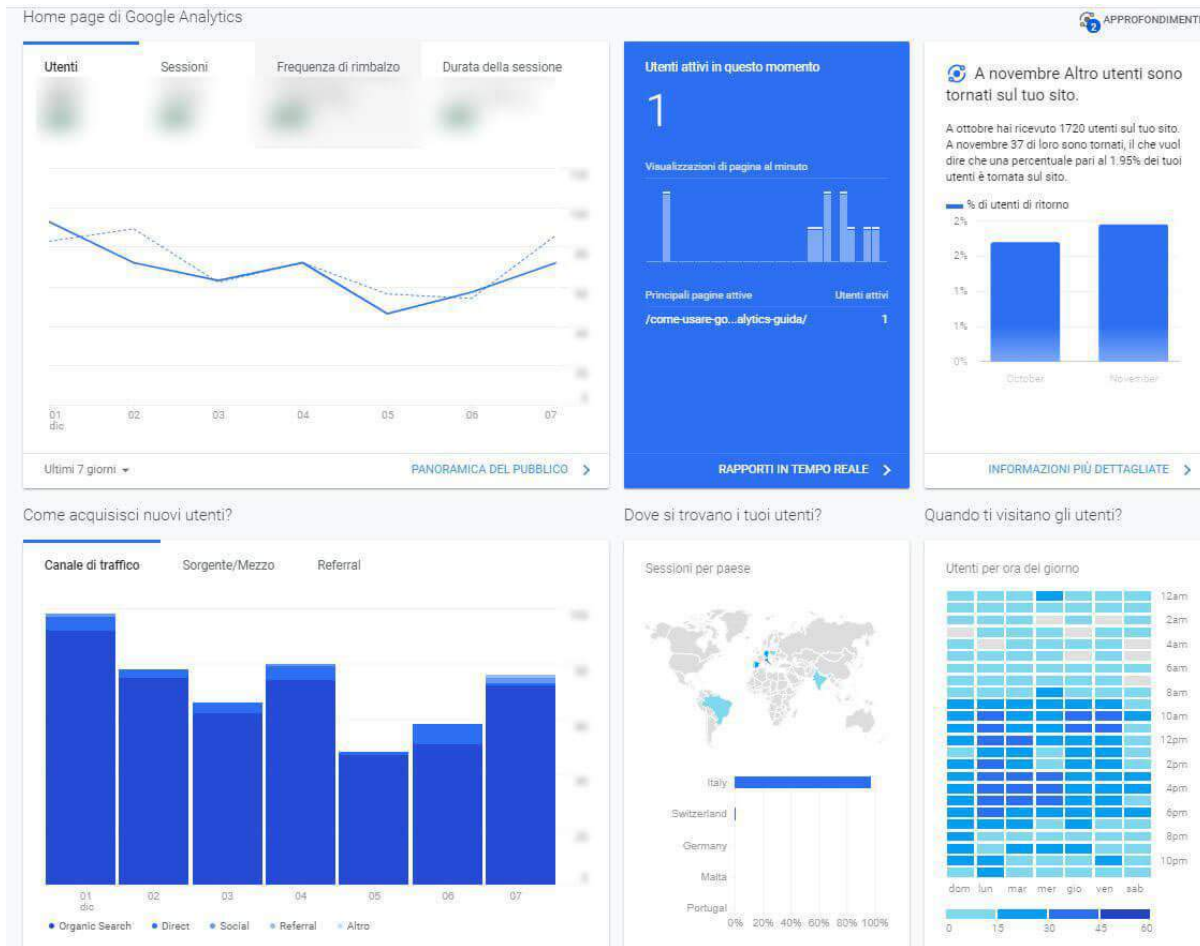 Home page di Google Analytics
2 APPROFONDIMENTI
Utenti
Sessioni
Frequenza di rimbalzo
Durata della sessione
01 02 03 04 05 06 07
dic
Ultimi 7 giorni
PANORAMICA DEL PUBBLICO
Utenti attivi in questo momento
1
Visualizzazioni di pagina al minuto
Principali pagine attive Utenti attivi
/come-usare-go...alytics-guida/ 1
RAPPORTI IN TEMPO REALE
A novembre Altro utenti sono
tornati sul tuo sito.
A ottobre hai ricevuto 1720 utenti sul tuo sito.
A novembre 37 di loro sono tornati, il che vuol
dire che una percentuale pari al 1.95% dei tuoi
utenti è tornata sul sito.
% di utenti di ritorno
2%
2%
1%
1%
0%
October November
INFORMAZIONI PIÙ DETTAGLIATE
Come acquisisci nuovi utenti?
Canale di traffico
Sorgente/Mezzo
Referral
01 02 03 04 05 06 07
dic
Organic Search Direct Social Referral Altro
Dove si trovano i tuoi utenti?
Sessioni per paese
Italy
Switzerland
Germany
Malta
Portugal
0% 20% 40% 60% 80% 100%
Quando ti visitano gli utenti?
Utenti per ora del giorno
12am
2am
4am
6am
8am
10am
12pm
2pm
4pm
6pm
8pm
10pm
dom lun mar mer gio ven sab
0 15 30 45 60